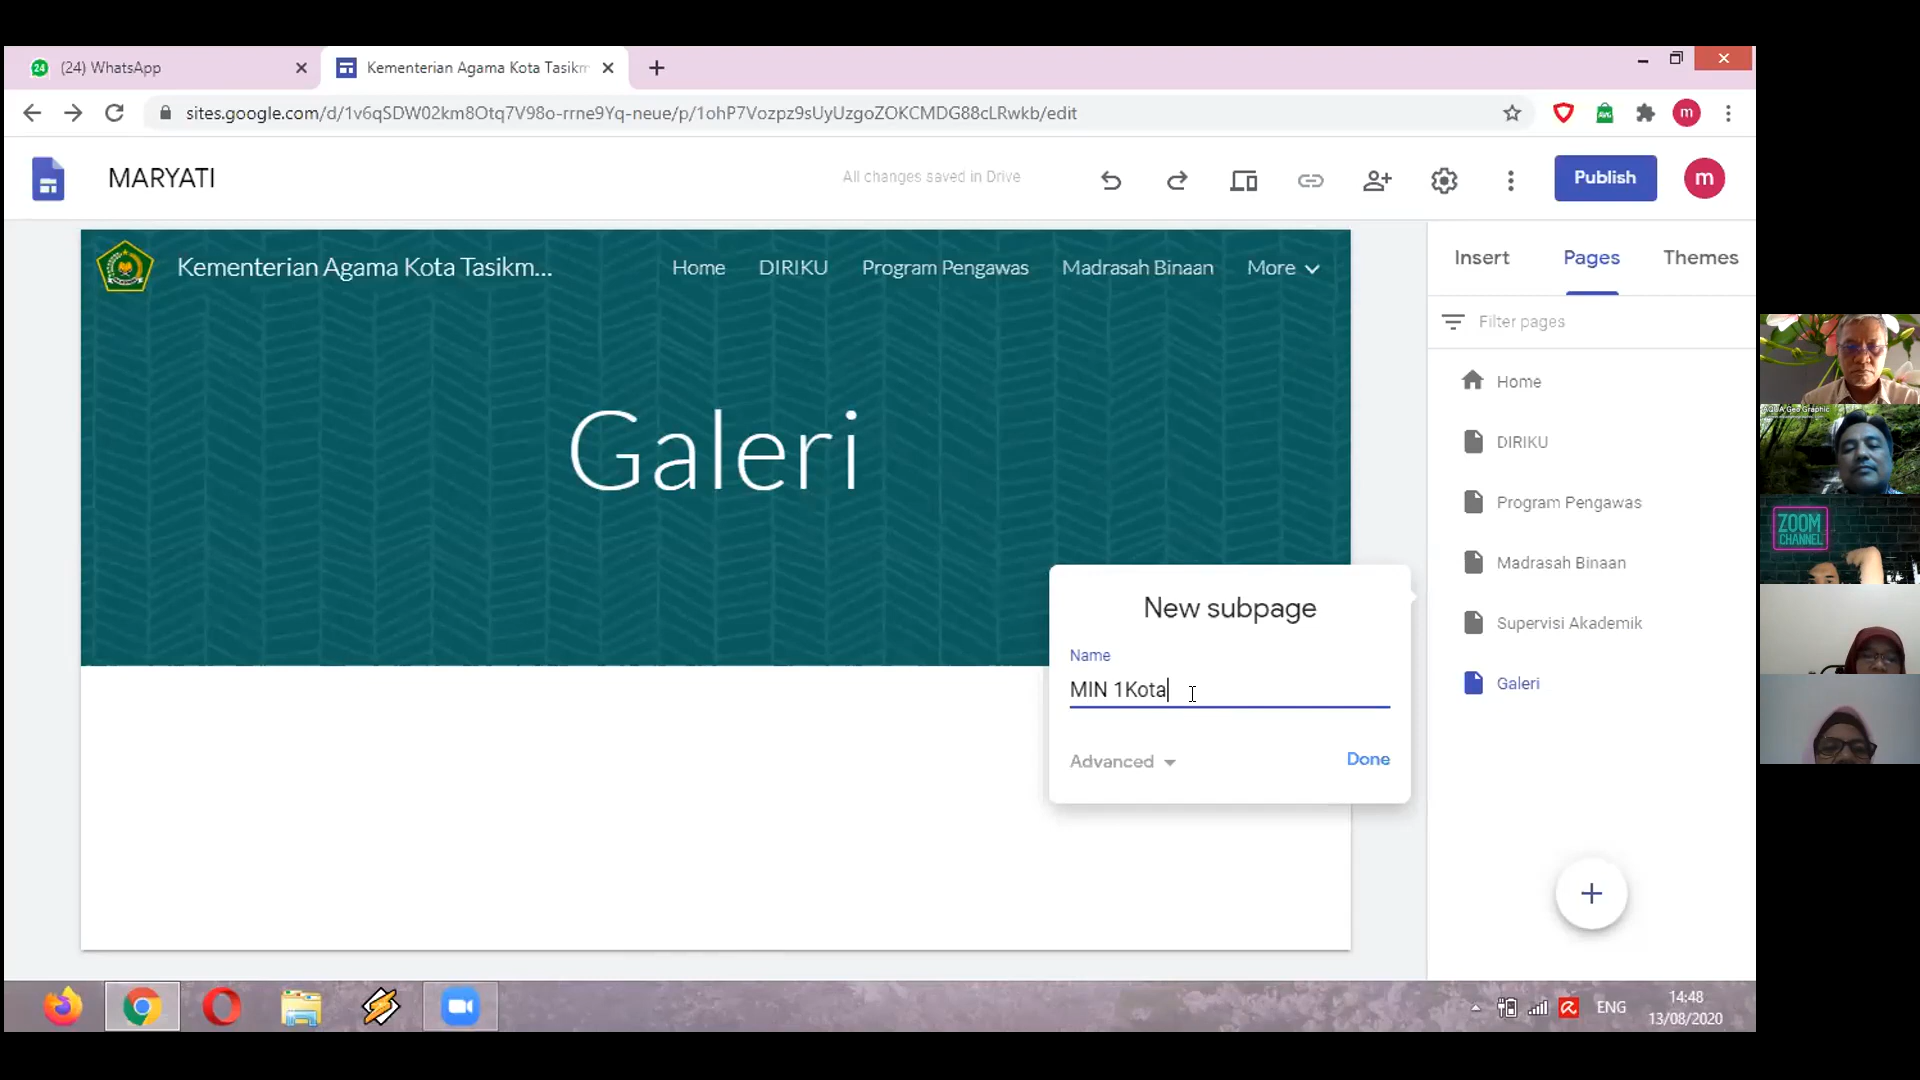 24 (24) WhatsApp
Kementerian Agama Kota Tasikm
sites.google.com/d/1v6qSDW02km8Otq7V98o-rrne9Yq-neue/p/1ohP7Vozpz9sUyUzgoZOKCMDG88cLRwkb/edit
AVG
m
MARYATI
All changes saved in Drive
Publish
m
Kementerian Agama Kota Tasikm...
Home
DIRIKU
Program Pengawas
Madrasah Binaan
More
Insert
Pages
Themes
Filter pages
Home
DIRIKU
Program Pengawas
Madrasah Binaan
Supervisi Akademik
Galeri
Galeri
New subpage
Name
MIN 1Kota
Advanced
Done
ZOOM
CHANNEL
ENG
14:48
13/08/2020